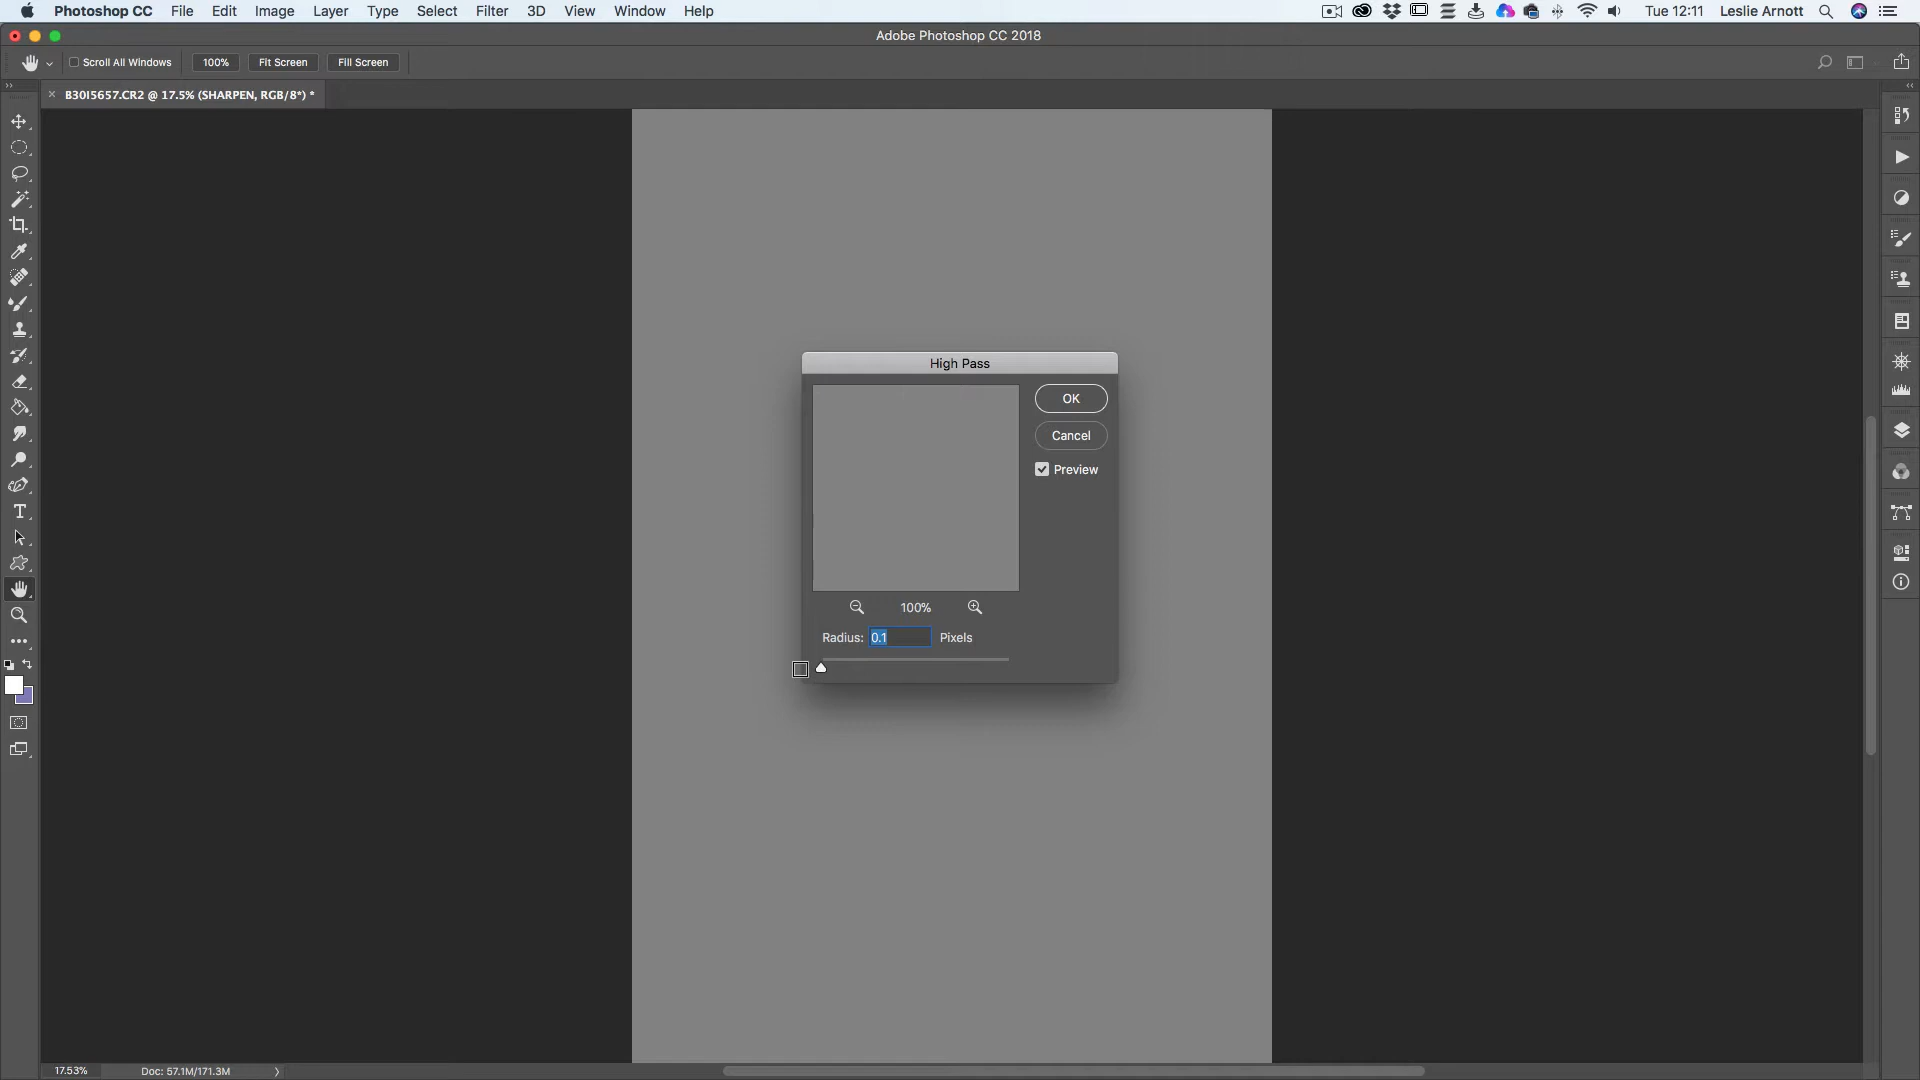 Photoshop CC File Edit Image Layer Type Select Filter 3D View Window Help Tue 12:11 Leslie Arnott
Adobe Photoshop CC 2018
Scroll All Windows 100% Fit Screen Fill Screen
B30I5657.CR2 @ 17.5% (SHARPEN, RGB/8*) *
High Pass
OK
Cancel
Preview
100%
Radius: 0.1 Pixels
17.53% Doc: 57.1M/171.3M